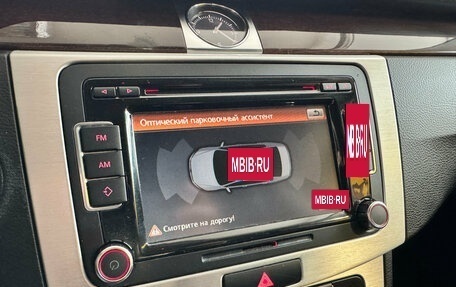 Оптический парковочный ассистент
FM
AM
MBIB.RU
MBIB.RU
MBIB.RU
Смотрите на дорогу!